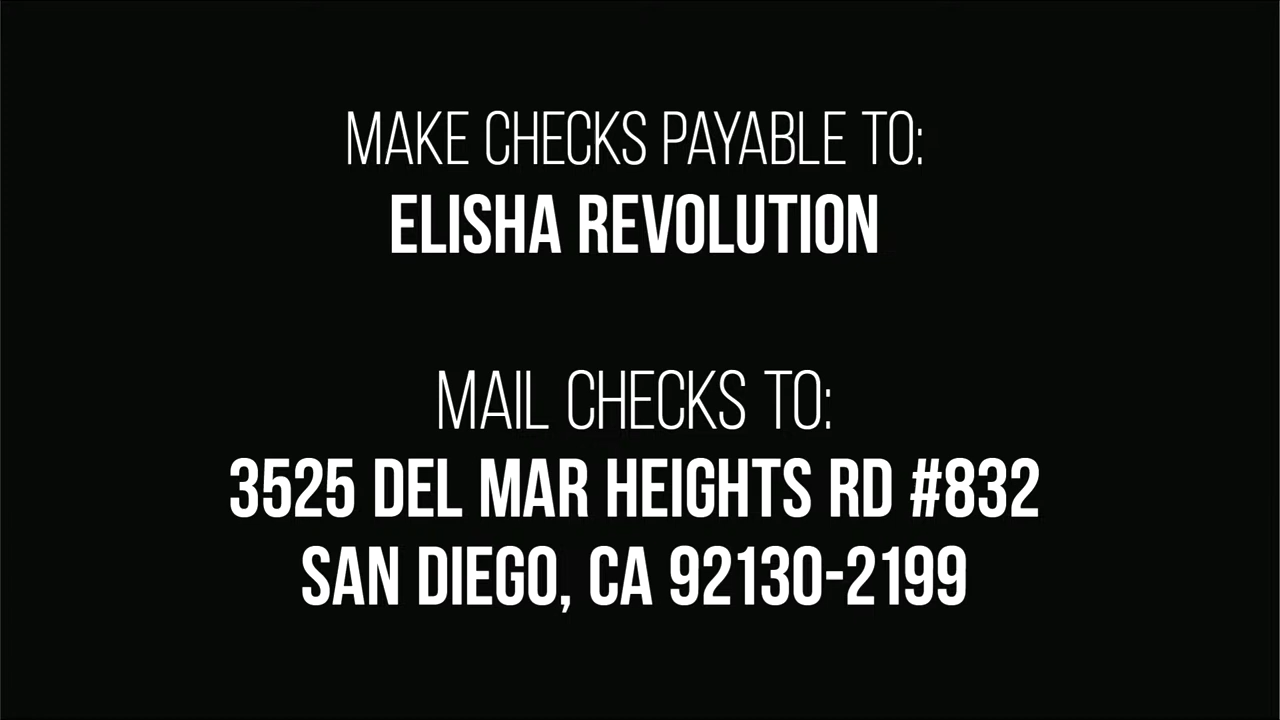 MAKE CHECKS PAYABLE TO:
ELISHA REVOLUTION
MAIL CHECKS TO:
3525 DEL MAR HEIGHTS RD #832
SAN DIEGO, CA 92130-2199